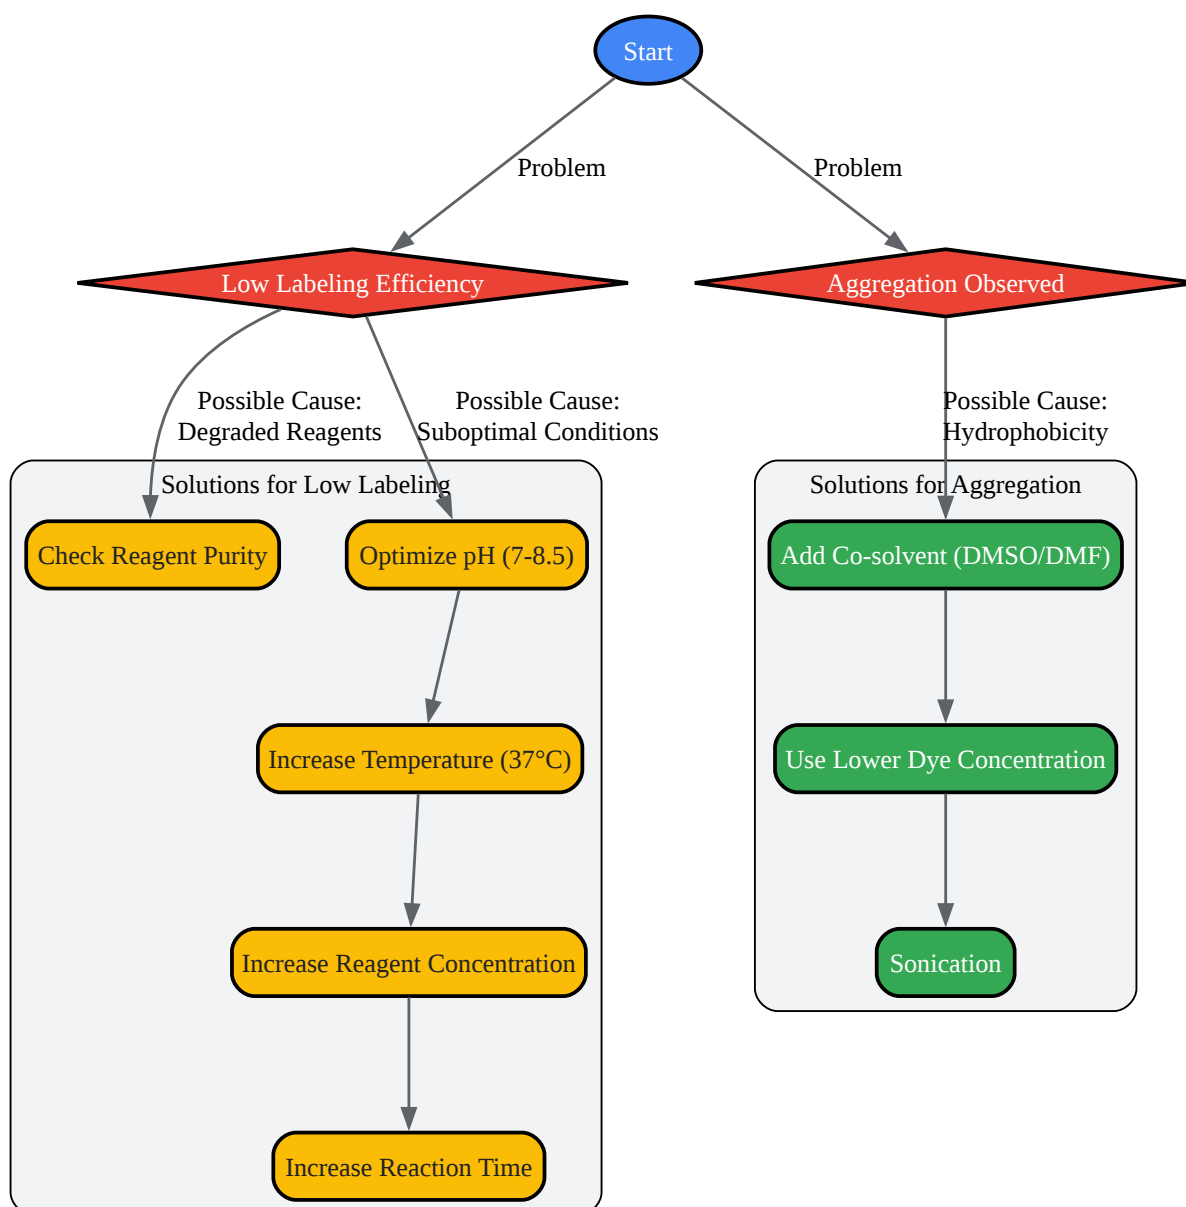 Start
Problem
Problem
Low Labeling Efficiency
Aggregation Observed
Possible Cause:
Degraded Reagents
Possible Cause:
Suboptimal Conditions
Possible Cause:
Hydrophobicity
Solutions for Low Labeling
Solutions for Aggregation
Check Reagent Purity
Optimize pH (7-8.5)
Add Co-solvent (DMSO/DMF)
Increase Temperature (37°C)
Use Lower Dye Concentration
Increase Reagent Concentration
Sonication
Increase Reaction Time